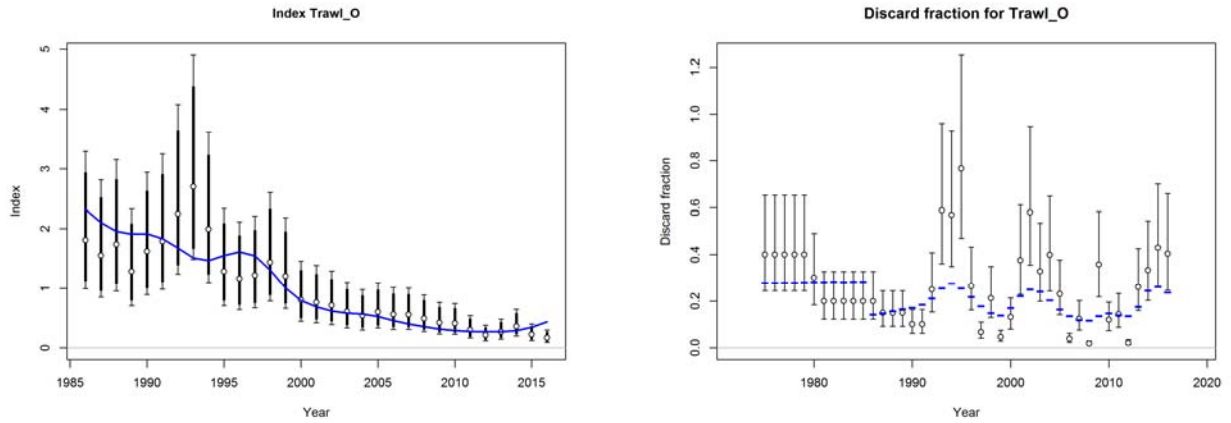 Index Trawl_O
Index
0
1
2
3
4
5
1985 1990 1995 2000 2005 2010 2015
Year
Discard fraction for Trawl_O
Discard fraction
0.0
0.2
0.4
0.6
0.8
1.0
1.2
1980 1990 2000 2010 2020
Year